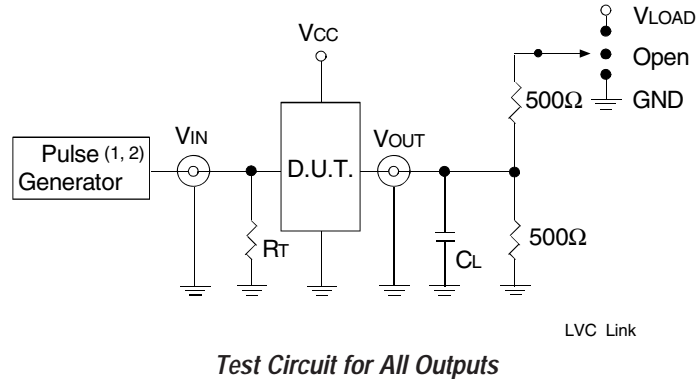 VLOAD
VCC
Open
500Ω
GND
VIN
VOUT
Pulse (1, 2)
Generator
D.U.T.
RT
CL
500Ω
LVC Link
Test Circuit for All Outputs